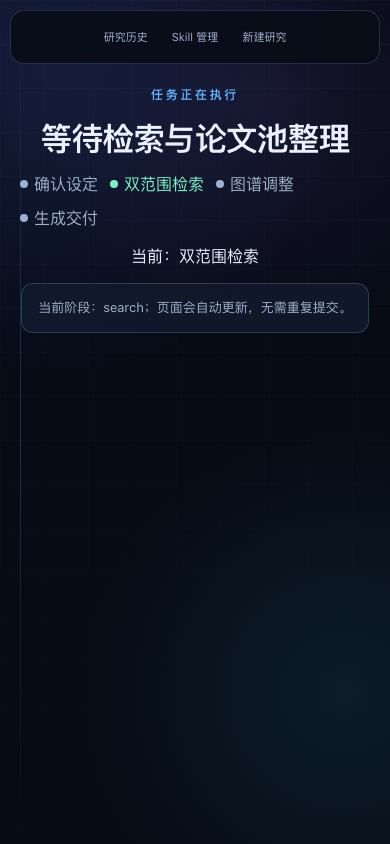 研究历史 Skill 管理 新建研究
任务正在执行
等待检索与论文池整理
确认设定 双范围检索 图谱调整
生成交付
当前：双范围检索
当前阶段：search；页面会自动更新，无需重复提交。